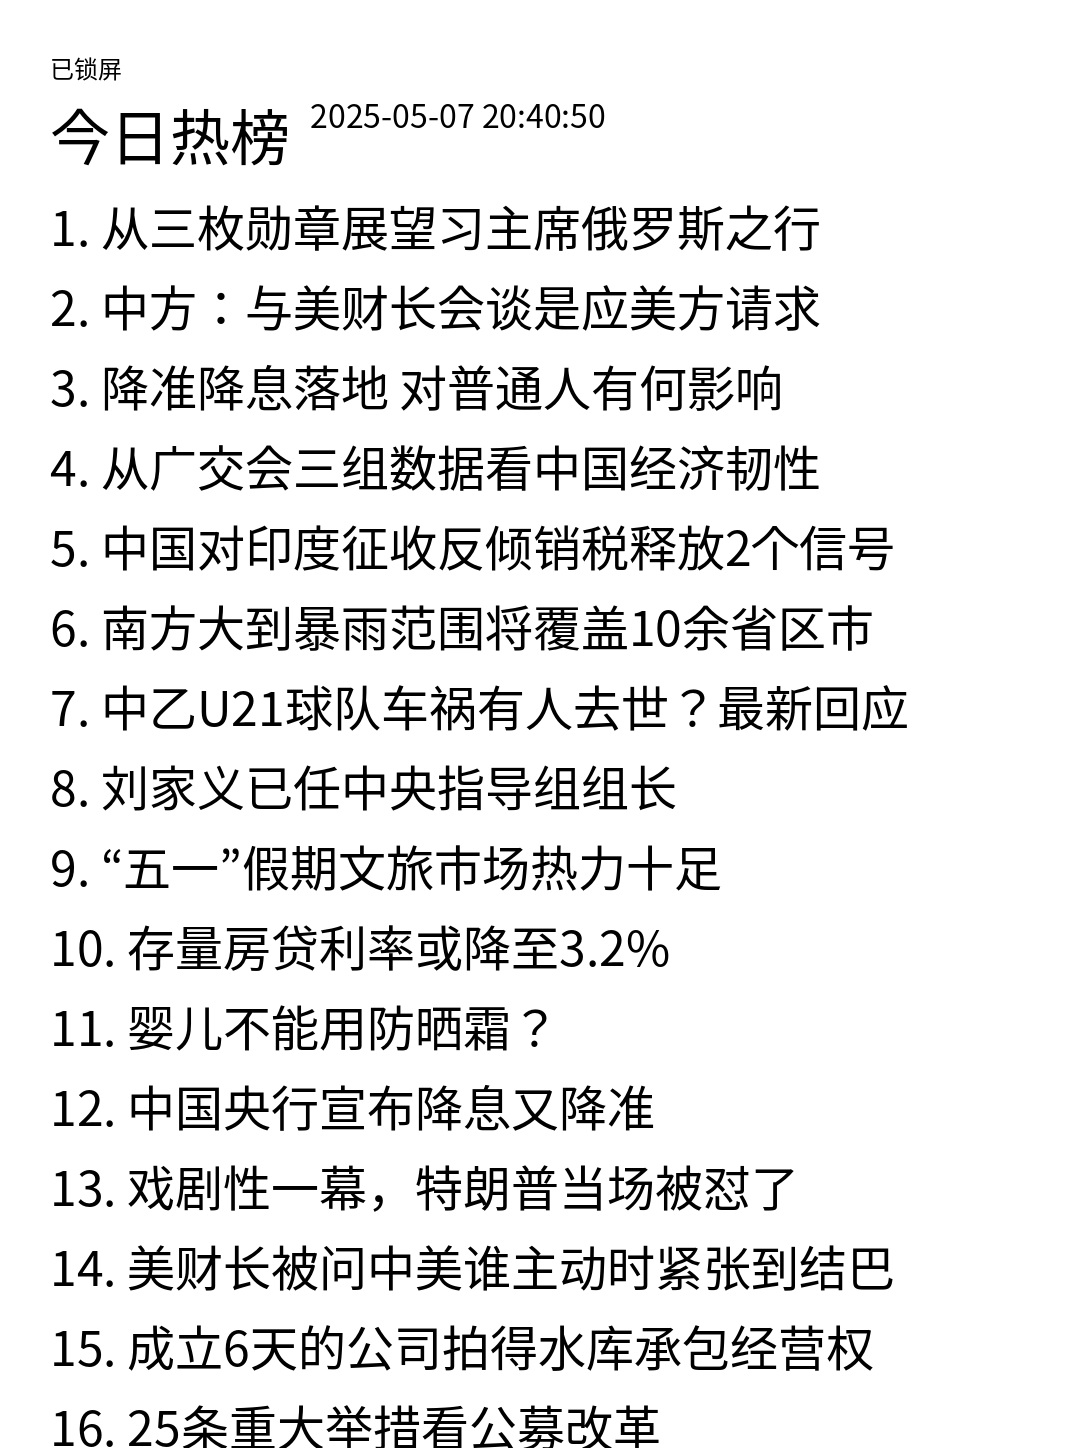 已锁屏
今日热榜 2025-05-07 20:40:50
1. 从三枚勋章展望习主席俄罗斯之行
2. 中方：与美财长会谈是应美方请求
3. 降准降息落地 对普通人有何影响
4. 从广交会三组数据看中国经济韧性
5. 中国对印度征收反倾销税释放2个信号
6. 南方大到暴雨范围将覆盖10余省区市
7. 中乙U21球队车祸有人去世？最新回应
8. 刘家义已任中央指导组组长
9. “五一”假期文旅市场热力十足
10. 存量房贷利率或降至3.2%
11. 婴儿不能用防晒霜？
12. 中国央行宣布降息又降准
13. 戏剧性一幕，特朗普当场被怼了
14. 美财长被问中美谁主动时紧张到结巴
15. 成立6天的公司拍得水库承包经营权
16. 25条重大举措看公募改革